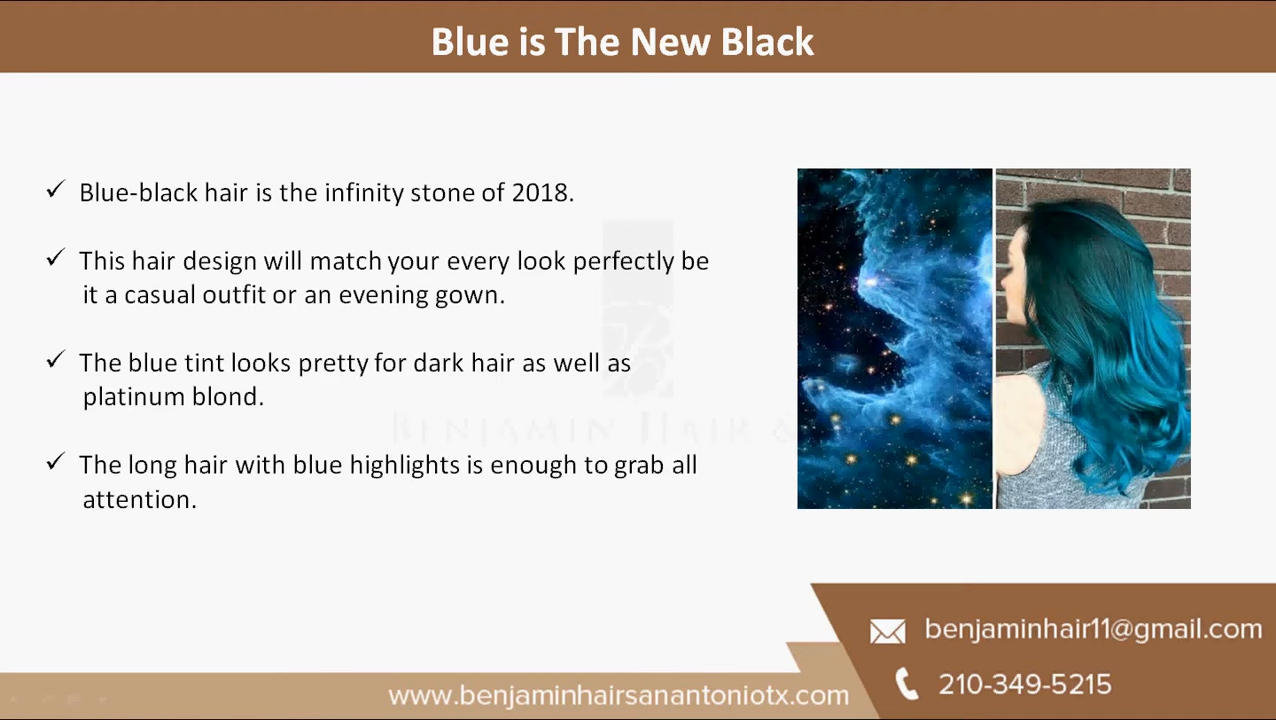 Blue is The New Black
✓ Blue-black hair is the infinity stone of 2018.
✓ This hair design will match your every look perfectly be
it a casual outfit or an evening gown.
✓ The blue tint looks pretty for dark hair as well as
platinum blond.
✓ The long hair with blue highlights is enough to grab all
attention.
BENJAMIN HAIR &
benjaminhair11@gmail.com
210-349-5215
www.benjaminhairsanantoniotx.com